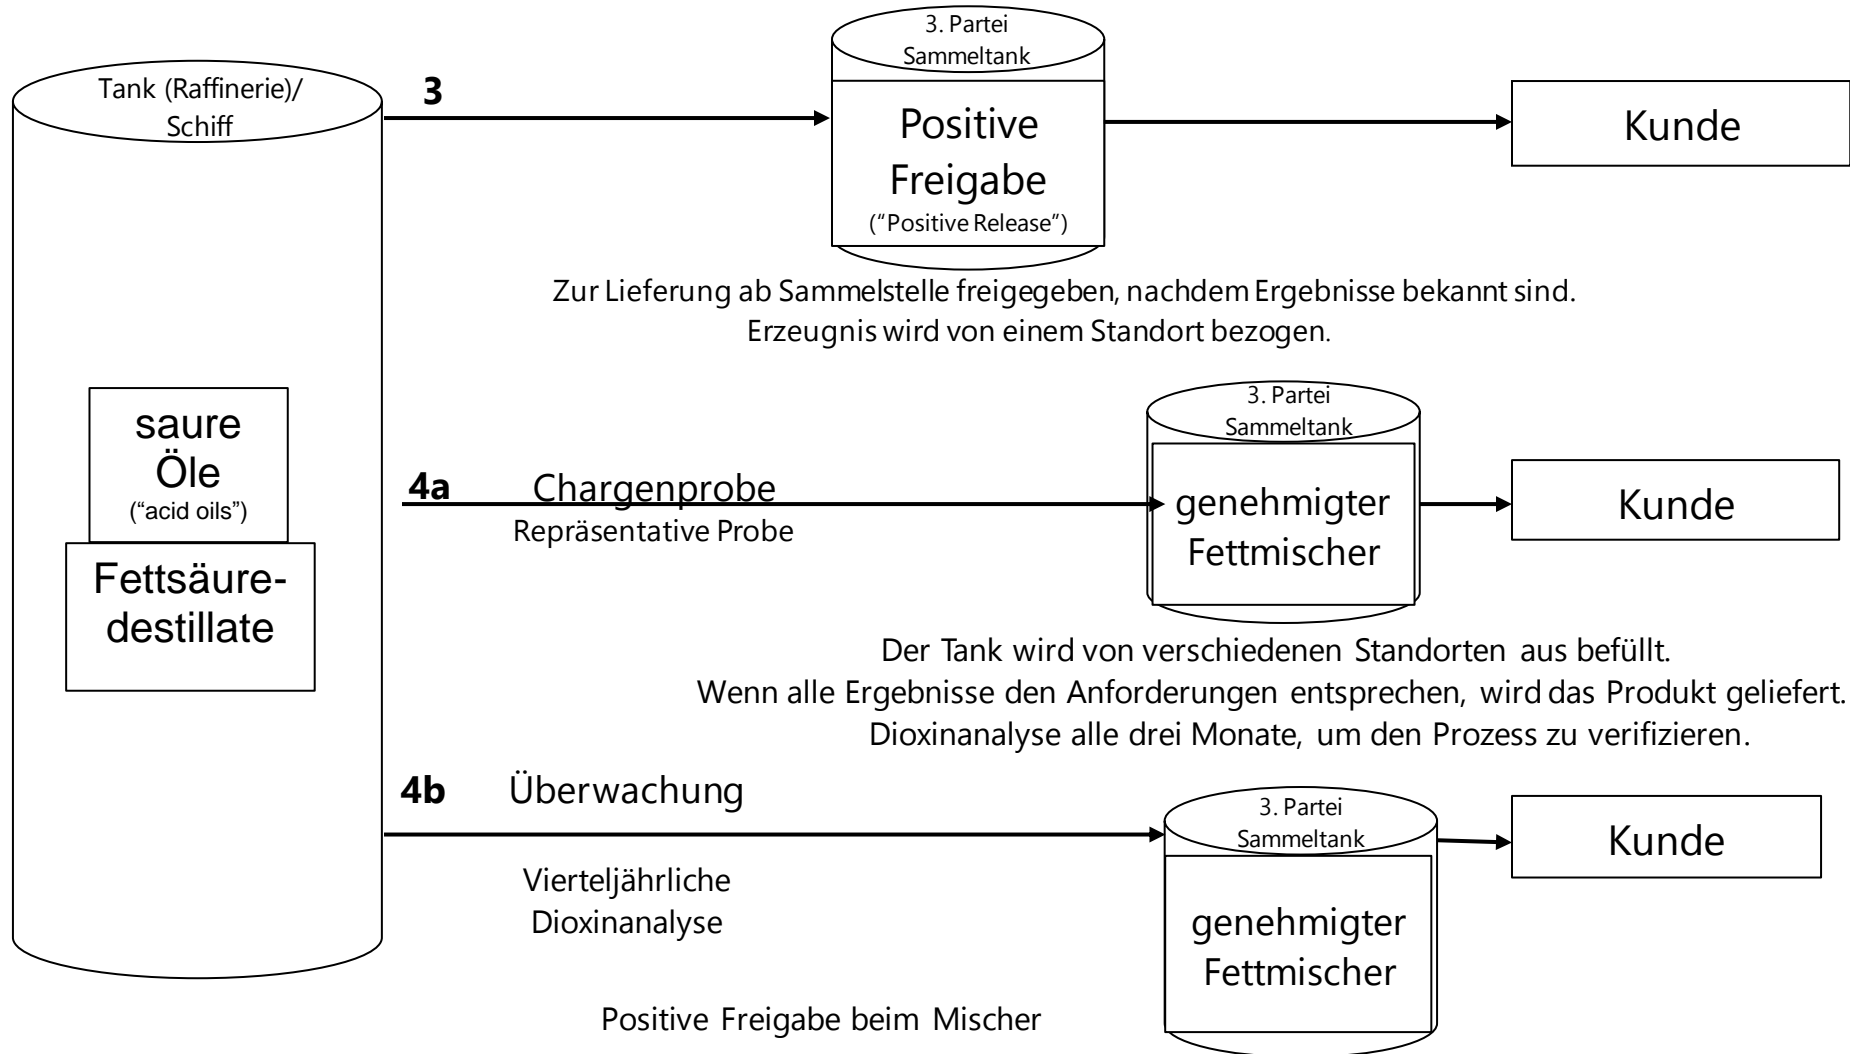 Tank (Raffinerie)/
Schiff
saure
Öle
("acid oils")
Fettsäure-
destillate
3
3. Partei
Sammeltank
Positive
Freigabe
("Positive Release")
Kunde
Zur Lieferung ab Sammelstelle freigegeben, nachdem Ergebnisse bekannt sind.
Erzeugnis wird von einem Standort bezogen.
4a Chargenprobe
Repräsentative Probe
3. Partei
Sammeltank
genehmigter
Fettmischer
Kunde
Der Tank wird von verschiedenen Standorten aus befüllt.
Wenn alle Ergebnisse den Anforderungen entsprechen, wird das Produkt geliefert.
Dioxinanalyse alle drei Monate, um den Prozess zu verifizieren.
4b Überwachung
Vierteljährliche
Dioxinanalyse
3. Partei
Sammeltank
genehmigter
Fettmischer
Kunde
Positive Freigabe beim Mischer